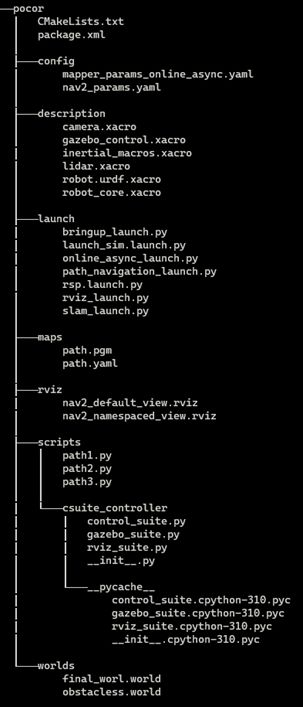 pocor
CMakeLists.txt
package.xml
config
mapper_params_online_async.yaml
nav2_params.yaml
description
camera.xacro
gazebo_control.xacro
inertial_macros.xacro
lidar.xacro
robot.urdf.xacro
robot_core.xacro
launch
bringup_launch.py
launch_sim.launch.py
online_async_launch.py
path_navigation_launch.py
rsp.launch.py
rviz_launch.py
slam_launch.py
maps
path.pgm
path.yaml
rviz
nav2_default_view.rviz
nav2_namespaced_view.rviz
scripts
path1.py
path2.py
path3.py
csuite_controller
control_suite.py
gazebo_suite.py
rviz_suite.py
__init__.py
__pycache__
control_suite.cpython-310.pyc
gazebo_suite.cpython-310.pyc
rviz_suite.cpython-310.pyc
__init__.cpython-310.pyc
worlds
final_worl.world
obstacless.world